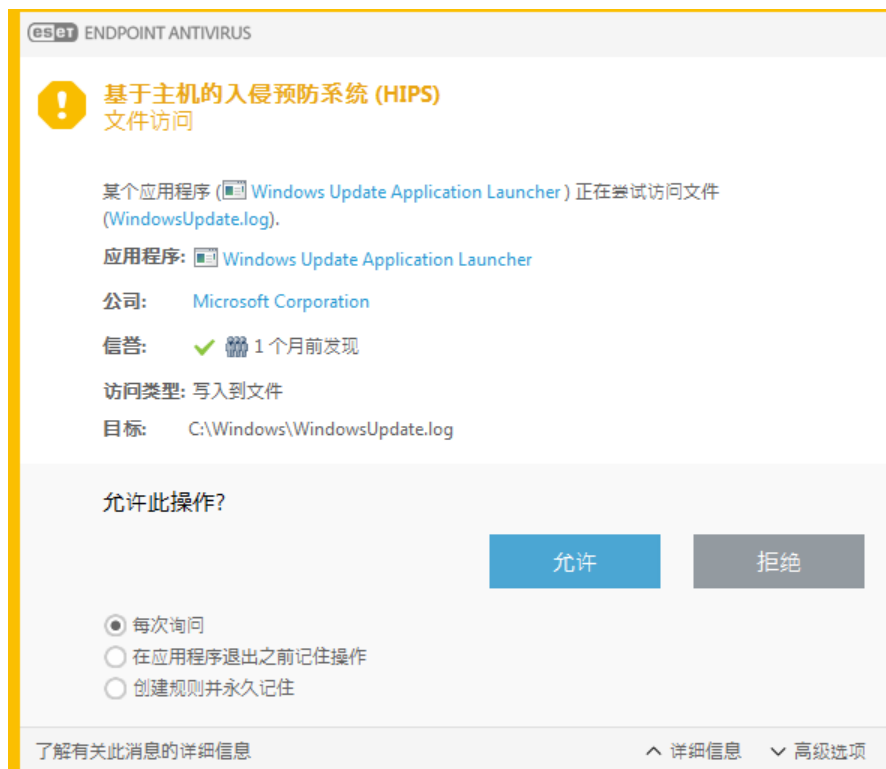 eset ENDPOINT ANTIVIRUS
基于主机的入侵预防系统 (HIPS)
文件访问
某个应用程序 ( Windows Update Application Launcher ) 正在尝试访问文件
(WindowsUpdate.log).
应用程序: Windows Update Application Launcher
公司: Microsoft Corporation
信誉: 1 个月前发现
访问类型: 写入到文件
目标: C:\Windows\WindowsUpdate.log
允许此操作?
允许 拒绝
每次询问
在应用程序退出之前记住操作
创建规则并永久记住
了解有关此消息的详细信息 详细信息 高级选项